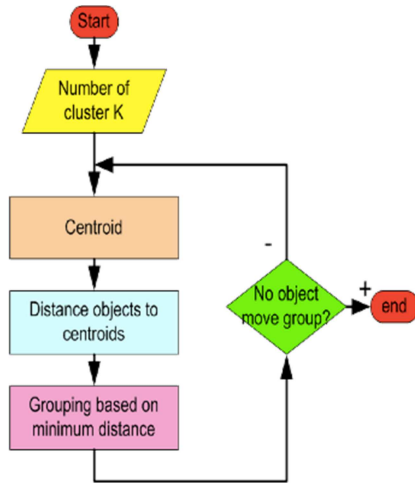 Start
Number of
cluster K
Centroid
Distance objects to
centroids
Grouping based on
minimum distance
-
No object
move group?
+
end